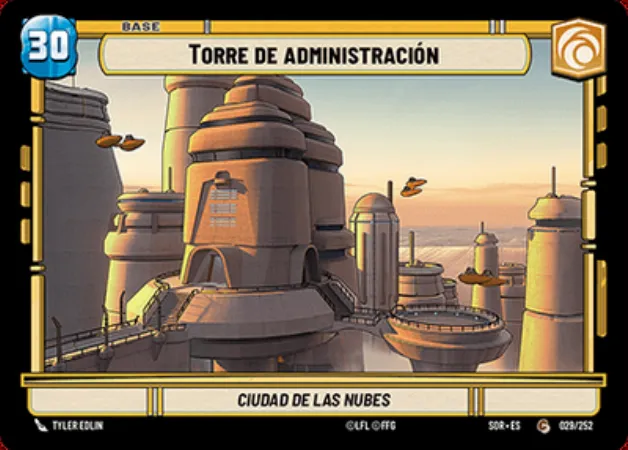 30
BASE
TORRE DE ADMINISTRACIÓN
CIUDAD DE LAS NUBES
TYLER EDLIN
©LFL ©FFG
SOR • ES
C
029/252